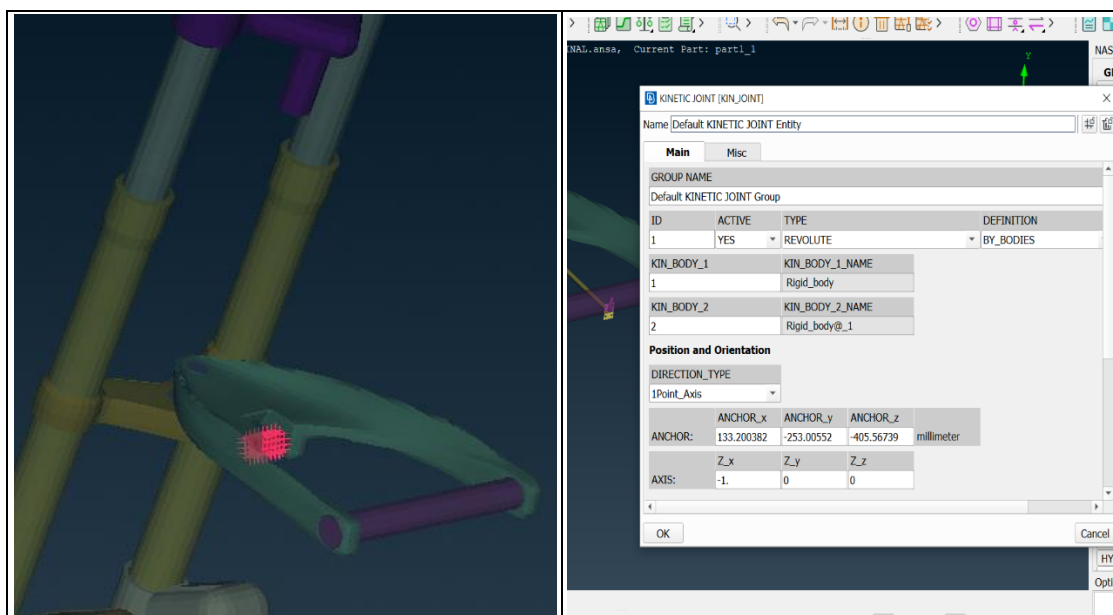 INAL.ansa, Current Part: part1_1
NAS
Y
KINETIC JOINT [KIN_JOINT]
Name Default KINETIC JOINT Entity
Main Misc
GROUP NAME
Default KINETIC JOINT Group
ID ACTIVE TYPE DEFINITION
1 YES REVOLUTE BY_BODIES
KIN_BODY_1 KIN_BODY_1_NAME
1 Rigid_body
KIN_BODY_2 KIN_BODY_2_NAME
2 Rigid_body@_1
Position and Orientation
DIRECTION_TYPE
1Point_Axis
ANCHOR_x ANCHOR_y ANCHOR_z
ANCHOR: 133.200382 -253.00552 -405.56739 millimeter
Z_x Z_y Z_z
AXIS: -1. 0 0
OK Cancel
HY
Opti